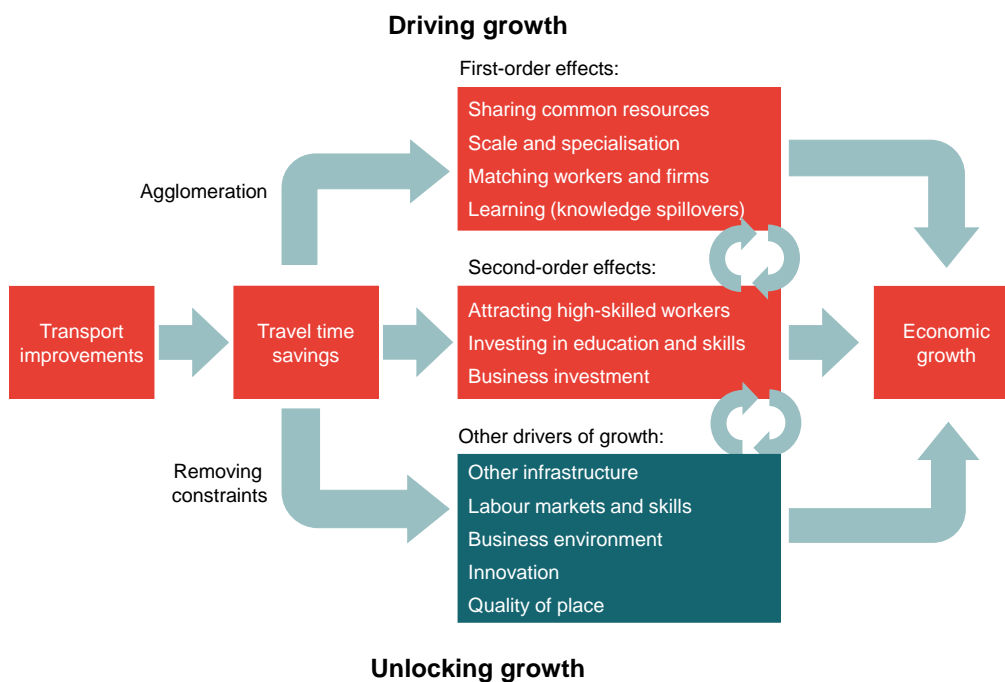 Driving growth
First-order effects:
Sharing common resources
Scale and specialisation
Matching workers and firms
Learning (knowledge spillovers)
Agglomeration
Second-order effects:
Transport
improvements
Travel time
savings
Attracting high-skilled workers
Investing in education and skills
Business investment
Economic
growth
Removing
constraints
Other drivers of growth:
Other infrastructure
Labour markets and skills
Business environment
Innovation
Quality of place
Unlocking growth